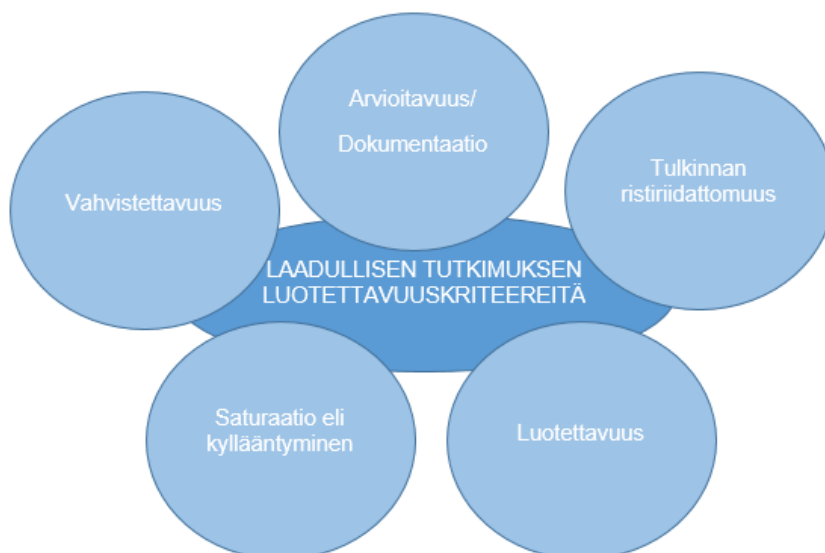 Arvioitavuus/
Dokumentaatio
Tulkinnan
ristiriidattomuus
Vahvistettavuus
LAADULLISEN TUTKIMUKSEN
LUOTETTAVUUSKRITEEREITÄ
Saturaatio eli
kyllääntyminen
Luotettavuus